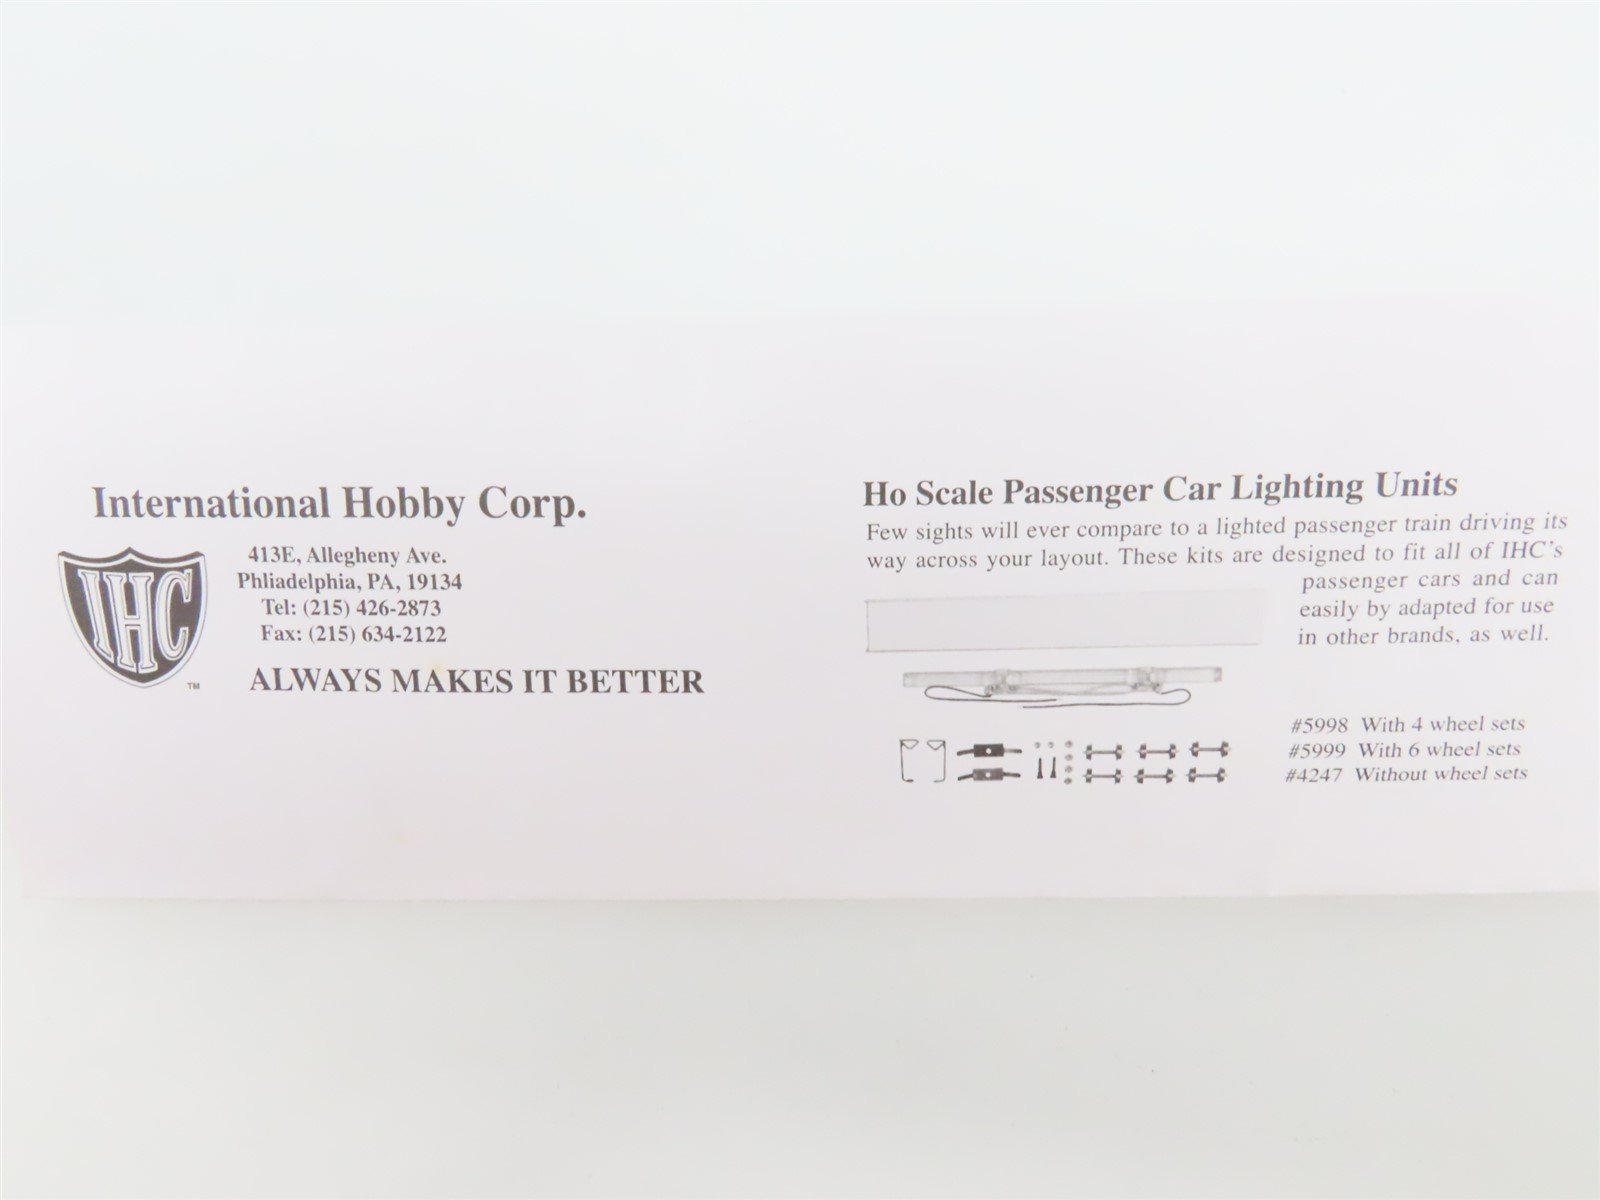 International Hobby Corp.
IHC
TM
413E, Allegheny Ave.
Phliadelphia, PA, 19134
Tel: (215) 426-2873
Fax: (215) 634-2122
ALWAYS MAKES IT BETTER
Ho Scale Passenger Car Lighting Units
Few sights will ever compare to a lighted passenger train driving its
way across your layout. These kits are designed to fit all of IHC's
passenger cars and can
easily by adapted for use
in other brands, as well.
#5998 With 4 wheel sets
#5999 With 6 wheel sets
#4247 Without wheel sets